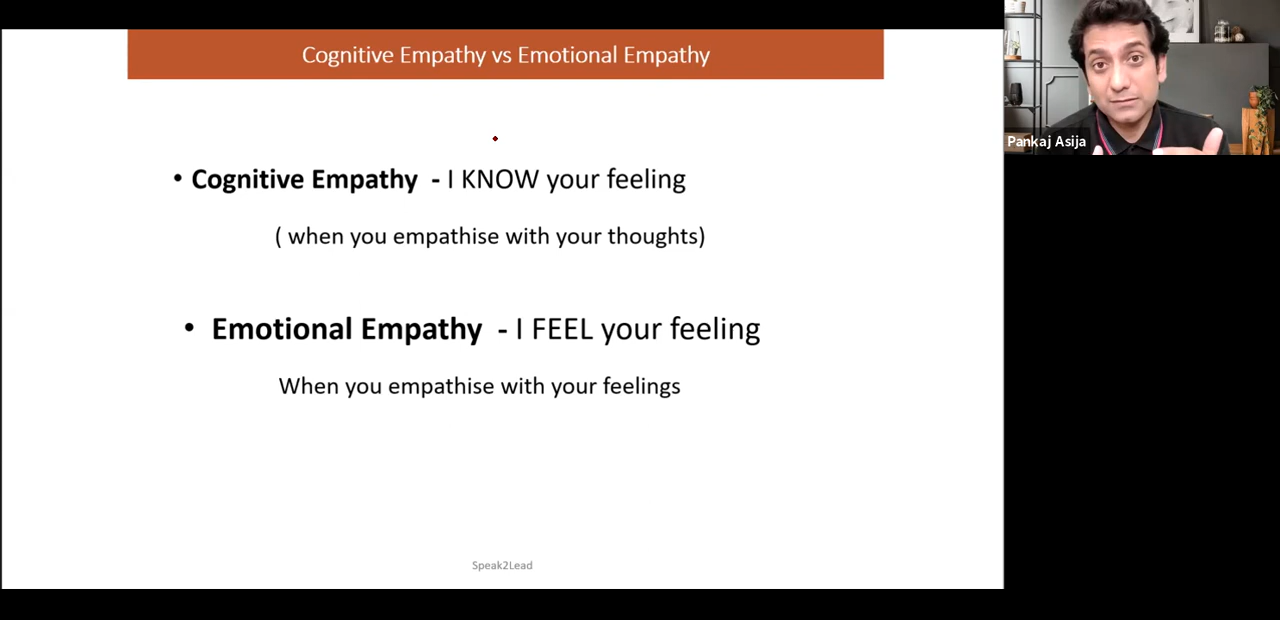 Cognitive Empathy vs Emotional Empathy
Pankaj Asija
• Cognitive Empathy - I KNOW your feeling
( when you empathise with your thoughts)
• Emotional Empathy - I FEEL your feeling
When you empathise with your feelings
Speak2Lead